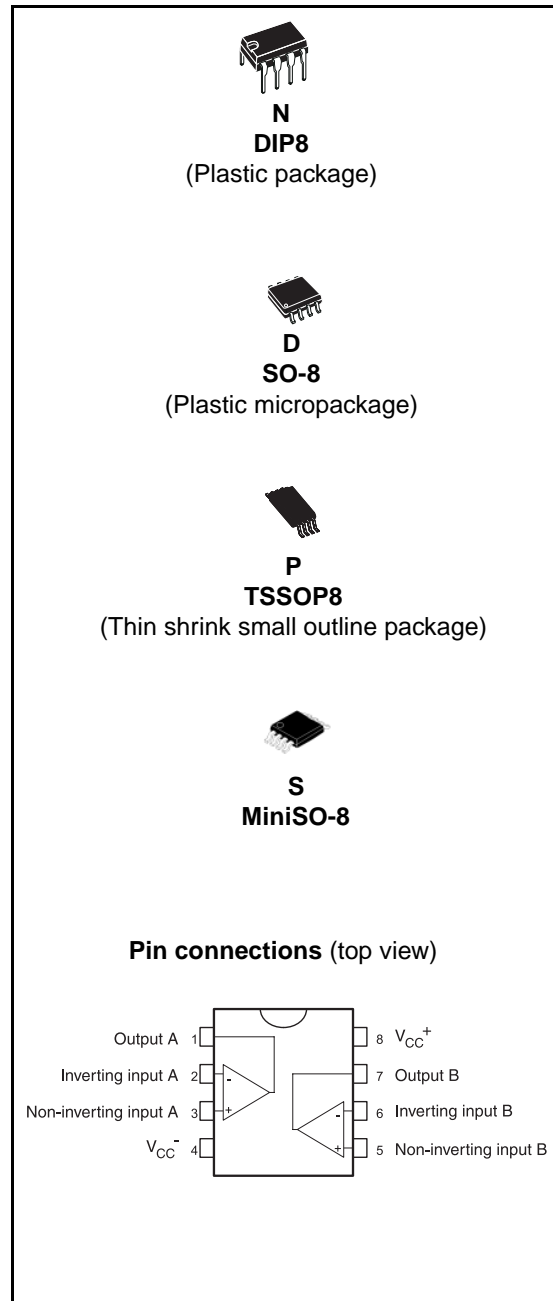 N
DIP8
(Plastic package)
D
SO-8
(Plastic micropackage)
P
TSSOP8
(Thin shrink small outline package)
S
MiniSO-8
Pin connections (top view)
Output A 1
Inverting input A 2 -
Non-inverting input A 3 +
VCC- 4
8 VCC+
7 Output B
- 6 Inverting input B
+ 5 Non-inverting input B